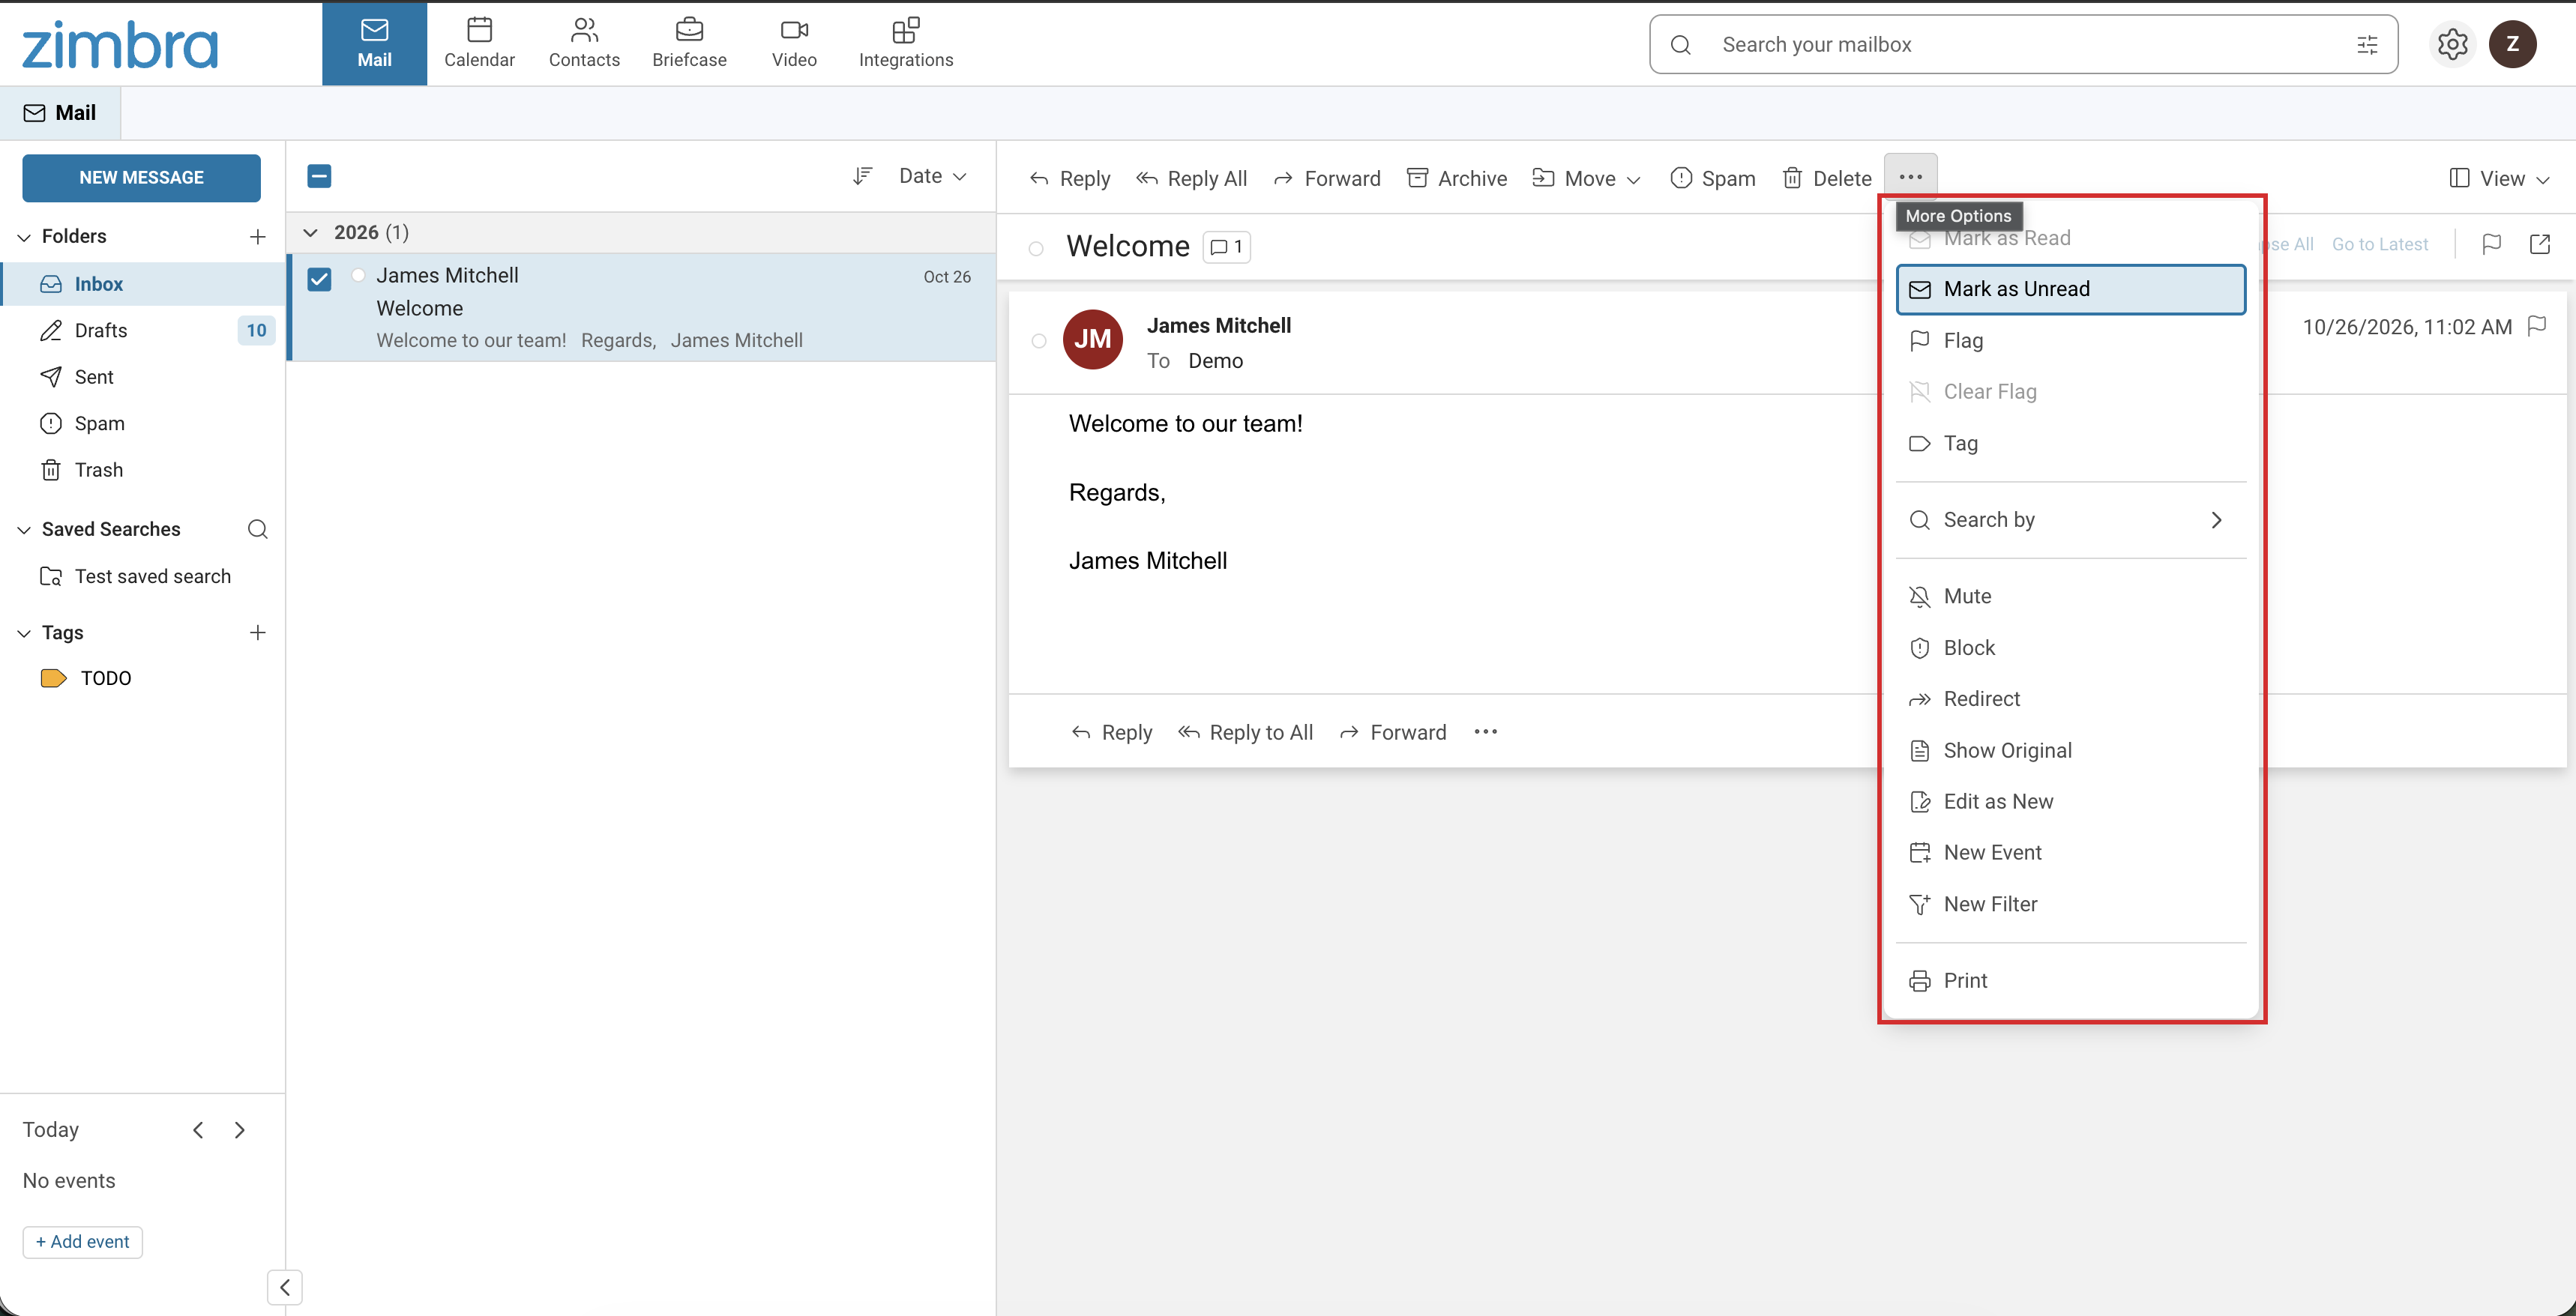 zimbra
Mail
Calendar
Contacts
Briefcase
Video
Integrations
Search your mailbox
Z
Mail
NEW MESSAGE
Folders
Inbox
Drafts 10
Sent
Spam
Trash
Saved Searches
Test saved search
Tags
TODO
Today
No events
+ Add event
Date
2026 (1)
James Mitchell Oct 26
Welcome
Welcome to our team! Regards, James Mitchell
Reply Reply All Forward Archive Move Spam Delete ... View
Welcome 1
Go to Latest
JM
James Mitchell 10/26/2026, 11:02 AM
To Demo
Welcome to our team!
Regards,
James Mitchell
Reply Reply to All Forward ...
More Options
Mark as Read
Mark as Unread
Flag
Clear Flag
Tag
Search by
Mute
Block
Redirect
Show Original
Edit as New
New Event
New Filter
Print